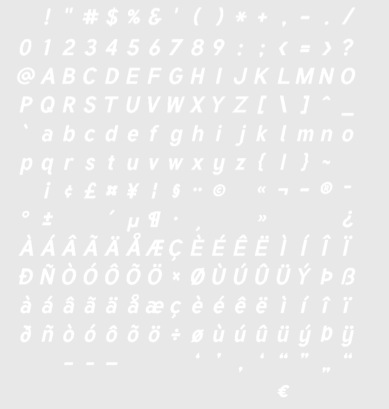 ! " # $ % & ' ( ) * + , - . /
0 1 2 3 4 5 6 7 8 9 : ; < = > ?
@ A B C D E F G H I J K L M N O
P Q R S T U V W X Y Z [ \ ] ^ _
` a b c d e f g h i j k l m n o
p q r s t u v w x y z { | } ~
¡ ¢ £ ¤ ¥ ¦ § ¨ © « ¬ - ® ¯
° ± ´ µ ¶ · ¸ » ¿
À Á Â Ã Ä Å Æ Ç È É Ê Ë Ì Í Î Ï
Ð Ñ Ò Ó Ô Õ Ö × Ø Ù Ú Û Ü Ý Þ ß
à á â ã ä å æ ç è é ê ë ì í î ï
ð ñ ò ó ô õ ö ÷ ø ù ú û ü ý þ ÿ
– — ― ‘ ’ ‚ ‛ “ ” „ ‟
€